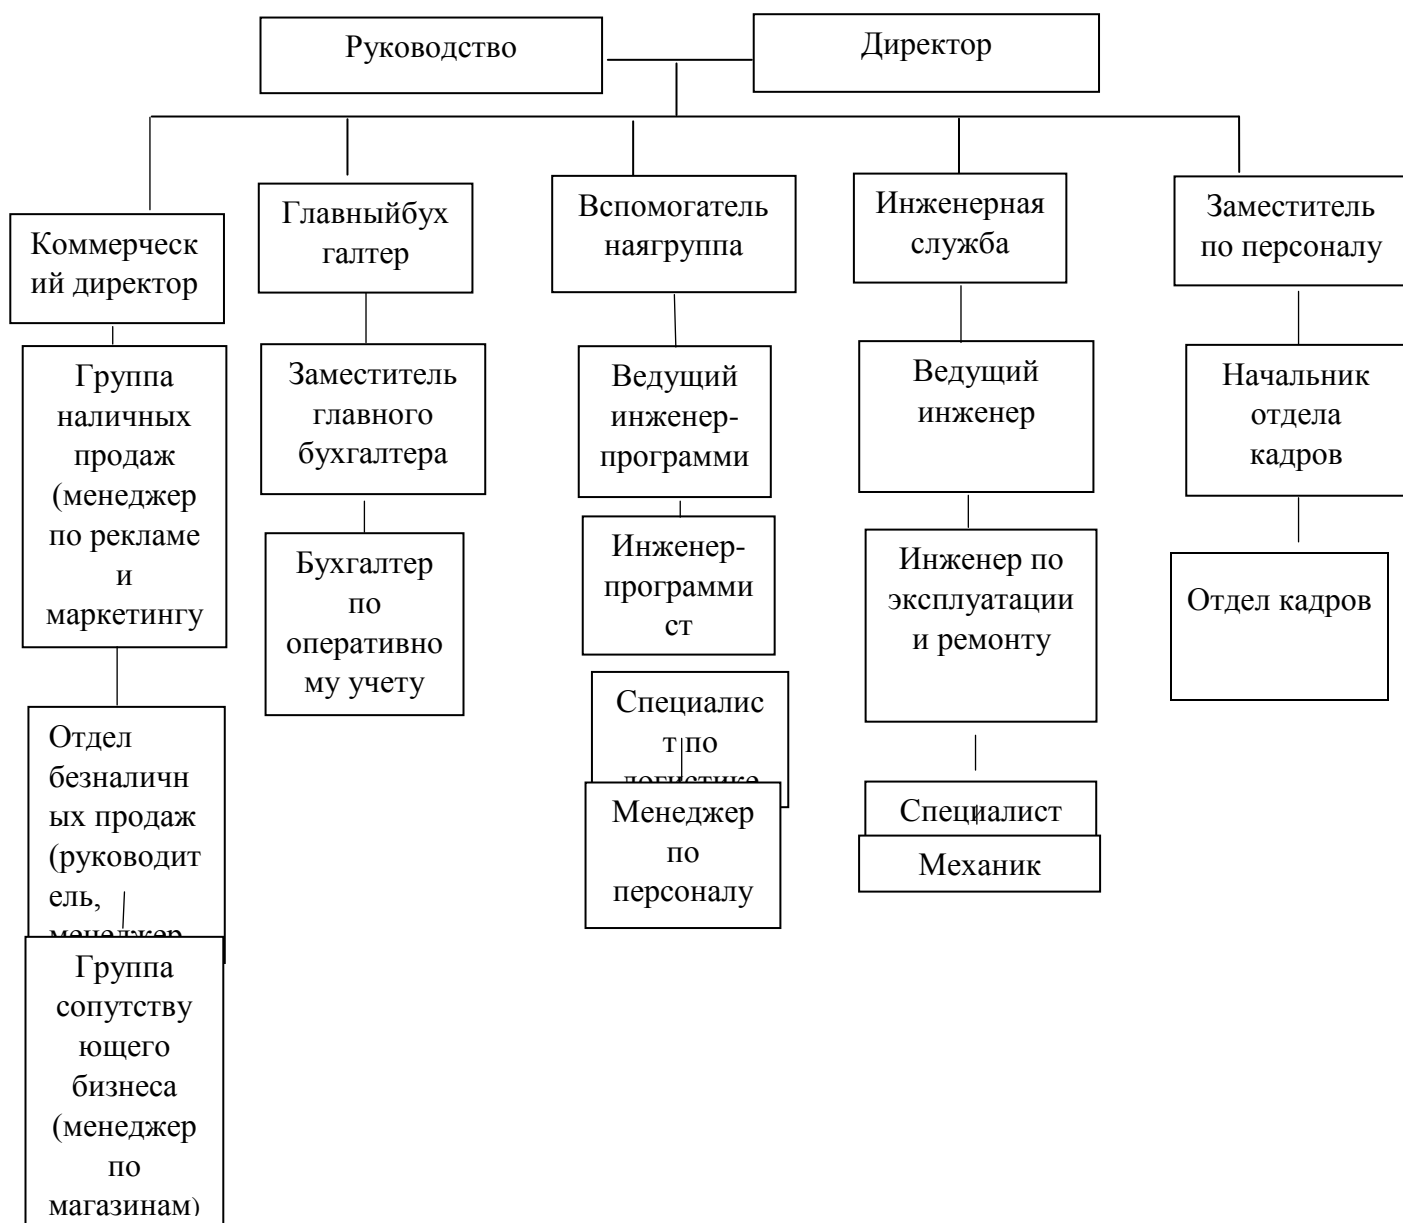 Руководство
Директор
Коммерческ
ий директор
Группа
наличных
продаж
(менеджер
по рекламе
и
маркетингу
Отдел
безналичн
ых продаж
(руководит
ель,
менеджер
Группа
сопутству
ющего
бизнеса
(менеджер
по
магазинам)
Главныйбух
галтер
Заместитель
главного
бухгалтера
Бухгалтер
по
оперативно
му учету
Вспомогатель
наягруппа
Ведущий
инженер-
программи
Инженер-
программи
ст
Специалис
т по
логистике
Менеджер
по
персоналу
Инженерная
служба
Ведущий
инженер
Инженер по
эксплуатации
и ремонту
Специалист
Механик
Заместитель
по персоналу
Начальник
отдела
кадров
Отдел кадров